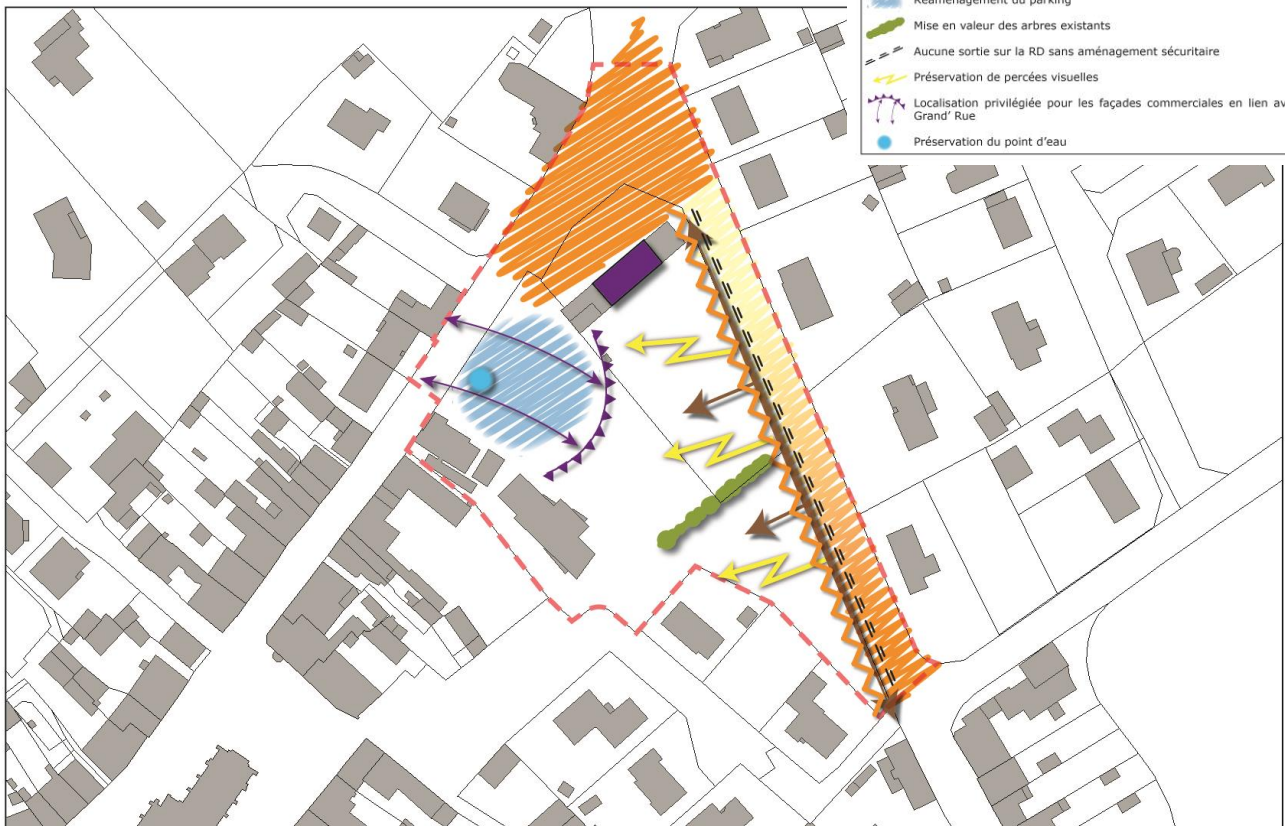 Réaménagement du parking
Mise en valeur des arbres existants
Aucune sortie sur la RD sans aménagement sécuritaire
Préservation de percées visuelles
Localisation privilégiée pour les façades commerciales en lien
Grand' Rue
Préservation du point d'eau